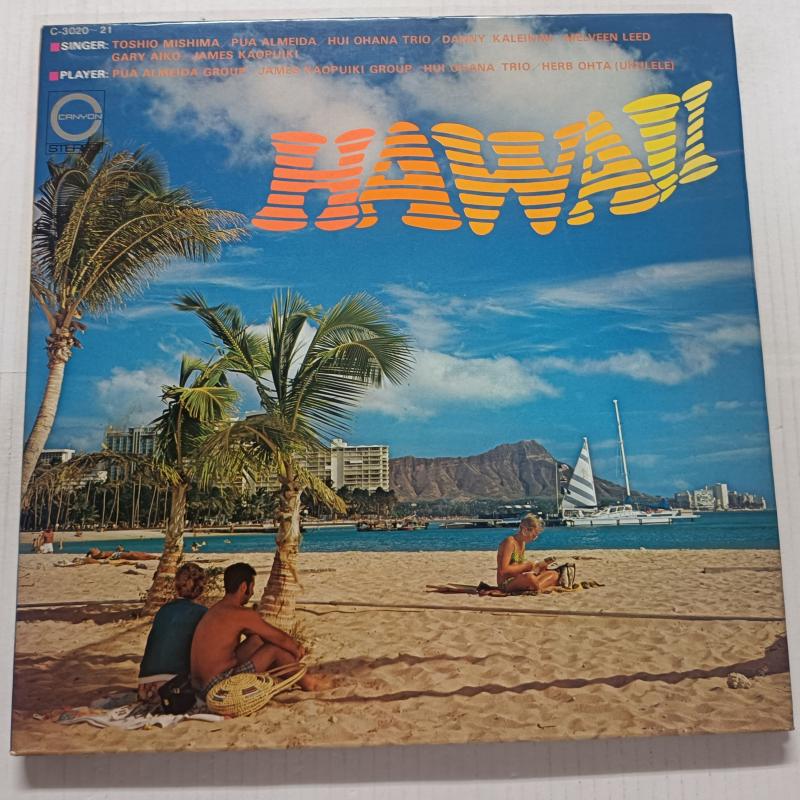 C-3020~21
■SINGER: TOSHIO MISHIMA／PUA ALMEIDA／HUI OHANA TRIO／DANNY KALEIKINI／MELVEEN LEED
GARY AIKO／JAMES KAOPUIKI
■PLAYER: PUA ALMEIDA GROUP／JAMES KAOPUIKI GROUP／HUI OHANA TRIO／HERB OHTA (UKULELE)
CANYON
STEREO
HAWAII